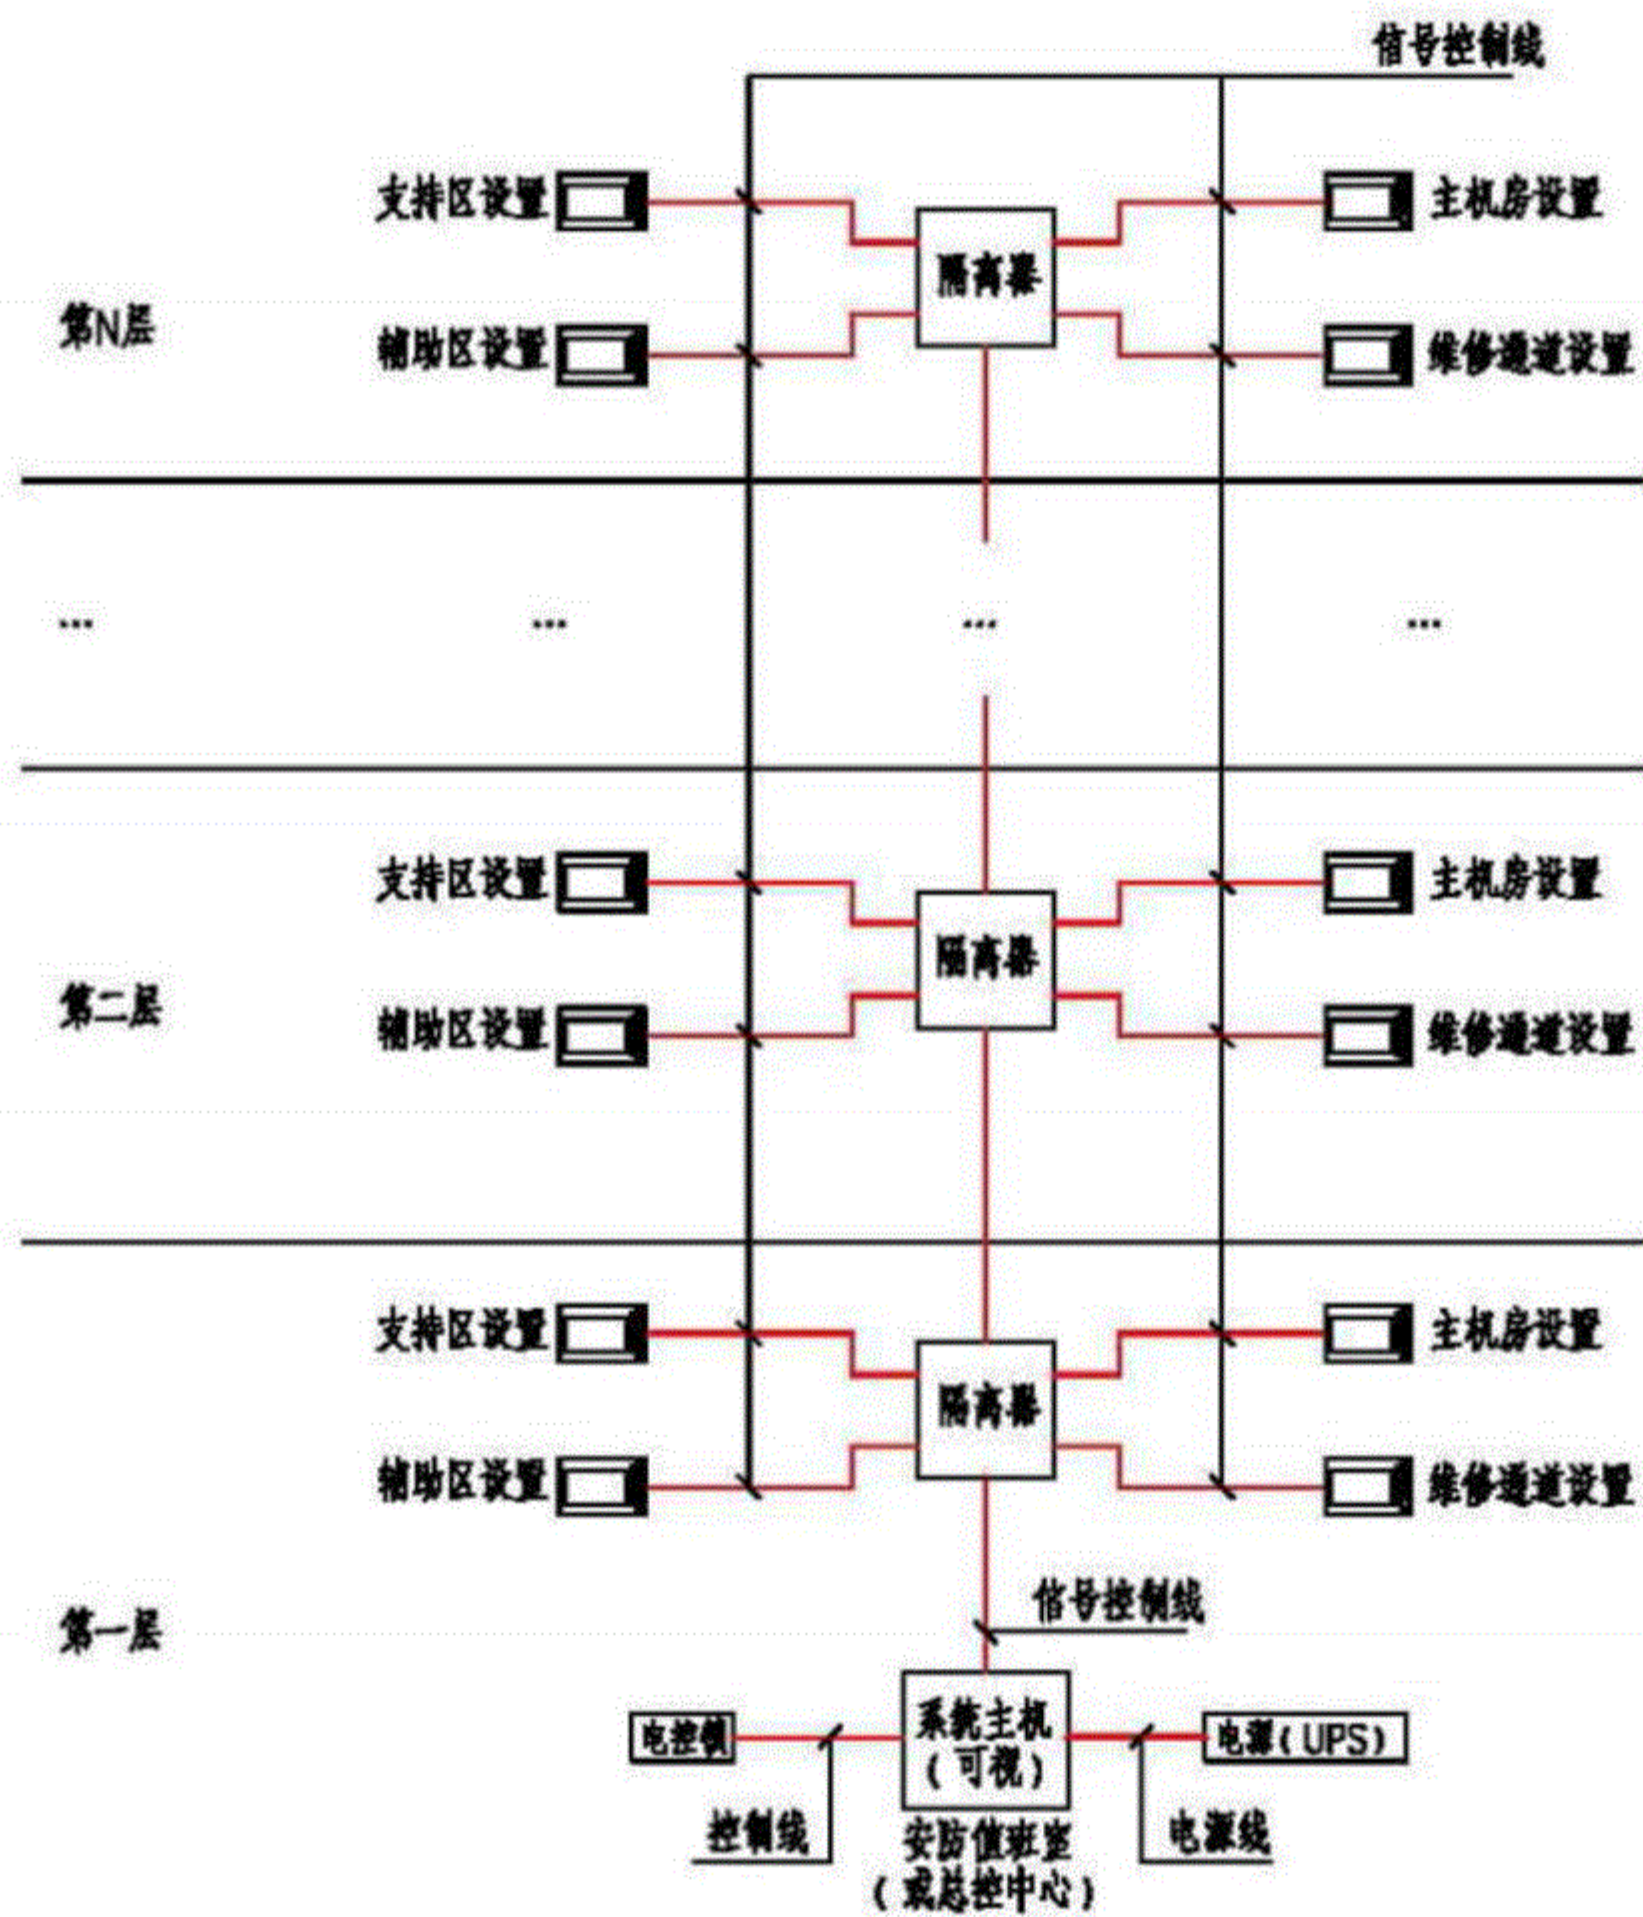 信号控制线
支持区设置
主机房设置
隔离器
第N层
辅助区设置
维修通道设置
...
...
...
...
支持区设置
主机房设置
隔离器
第二层
辅助区设置
维修通道设置
支持区设置
主机房设置
隔离器
辅助区设置
维修通道设置
信号控制线
第一层
电控锁
系统主机
(可视)
电源(UPS)
控制线
安防值班室
(或总控中心)
电源线